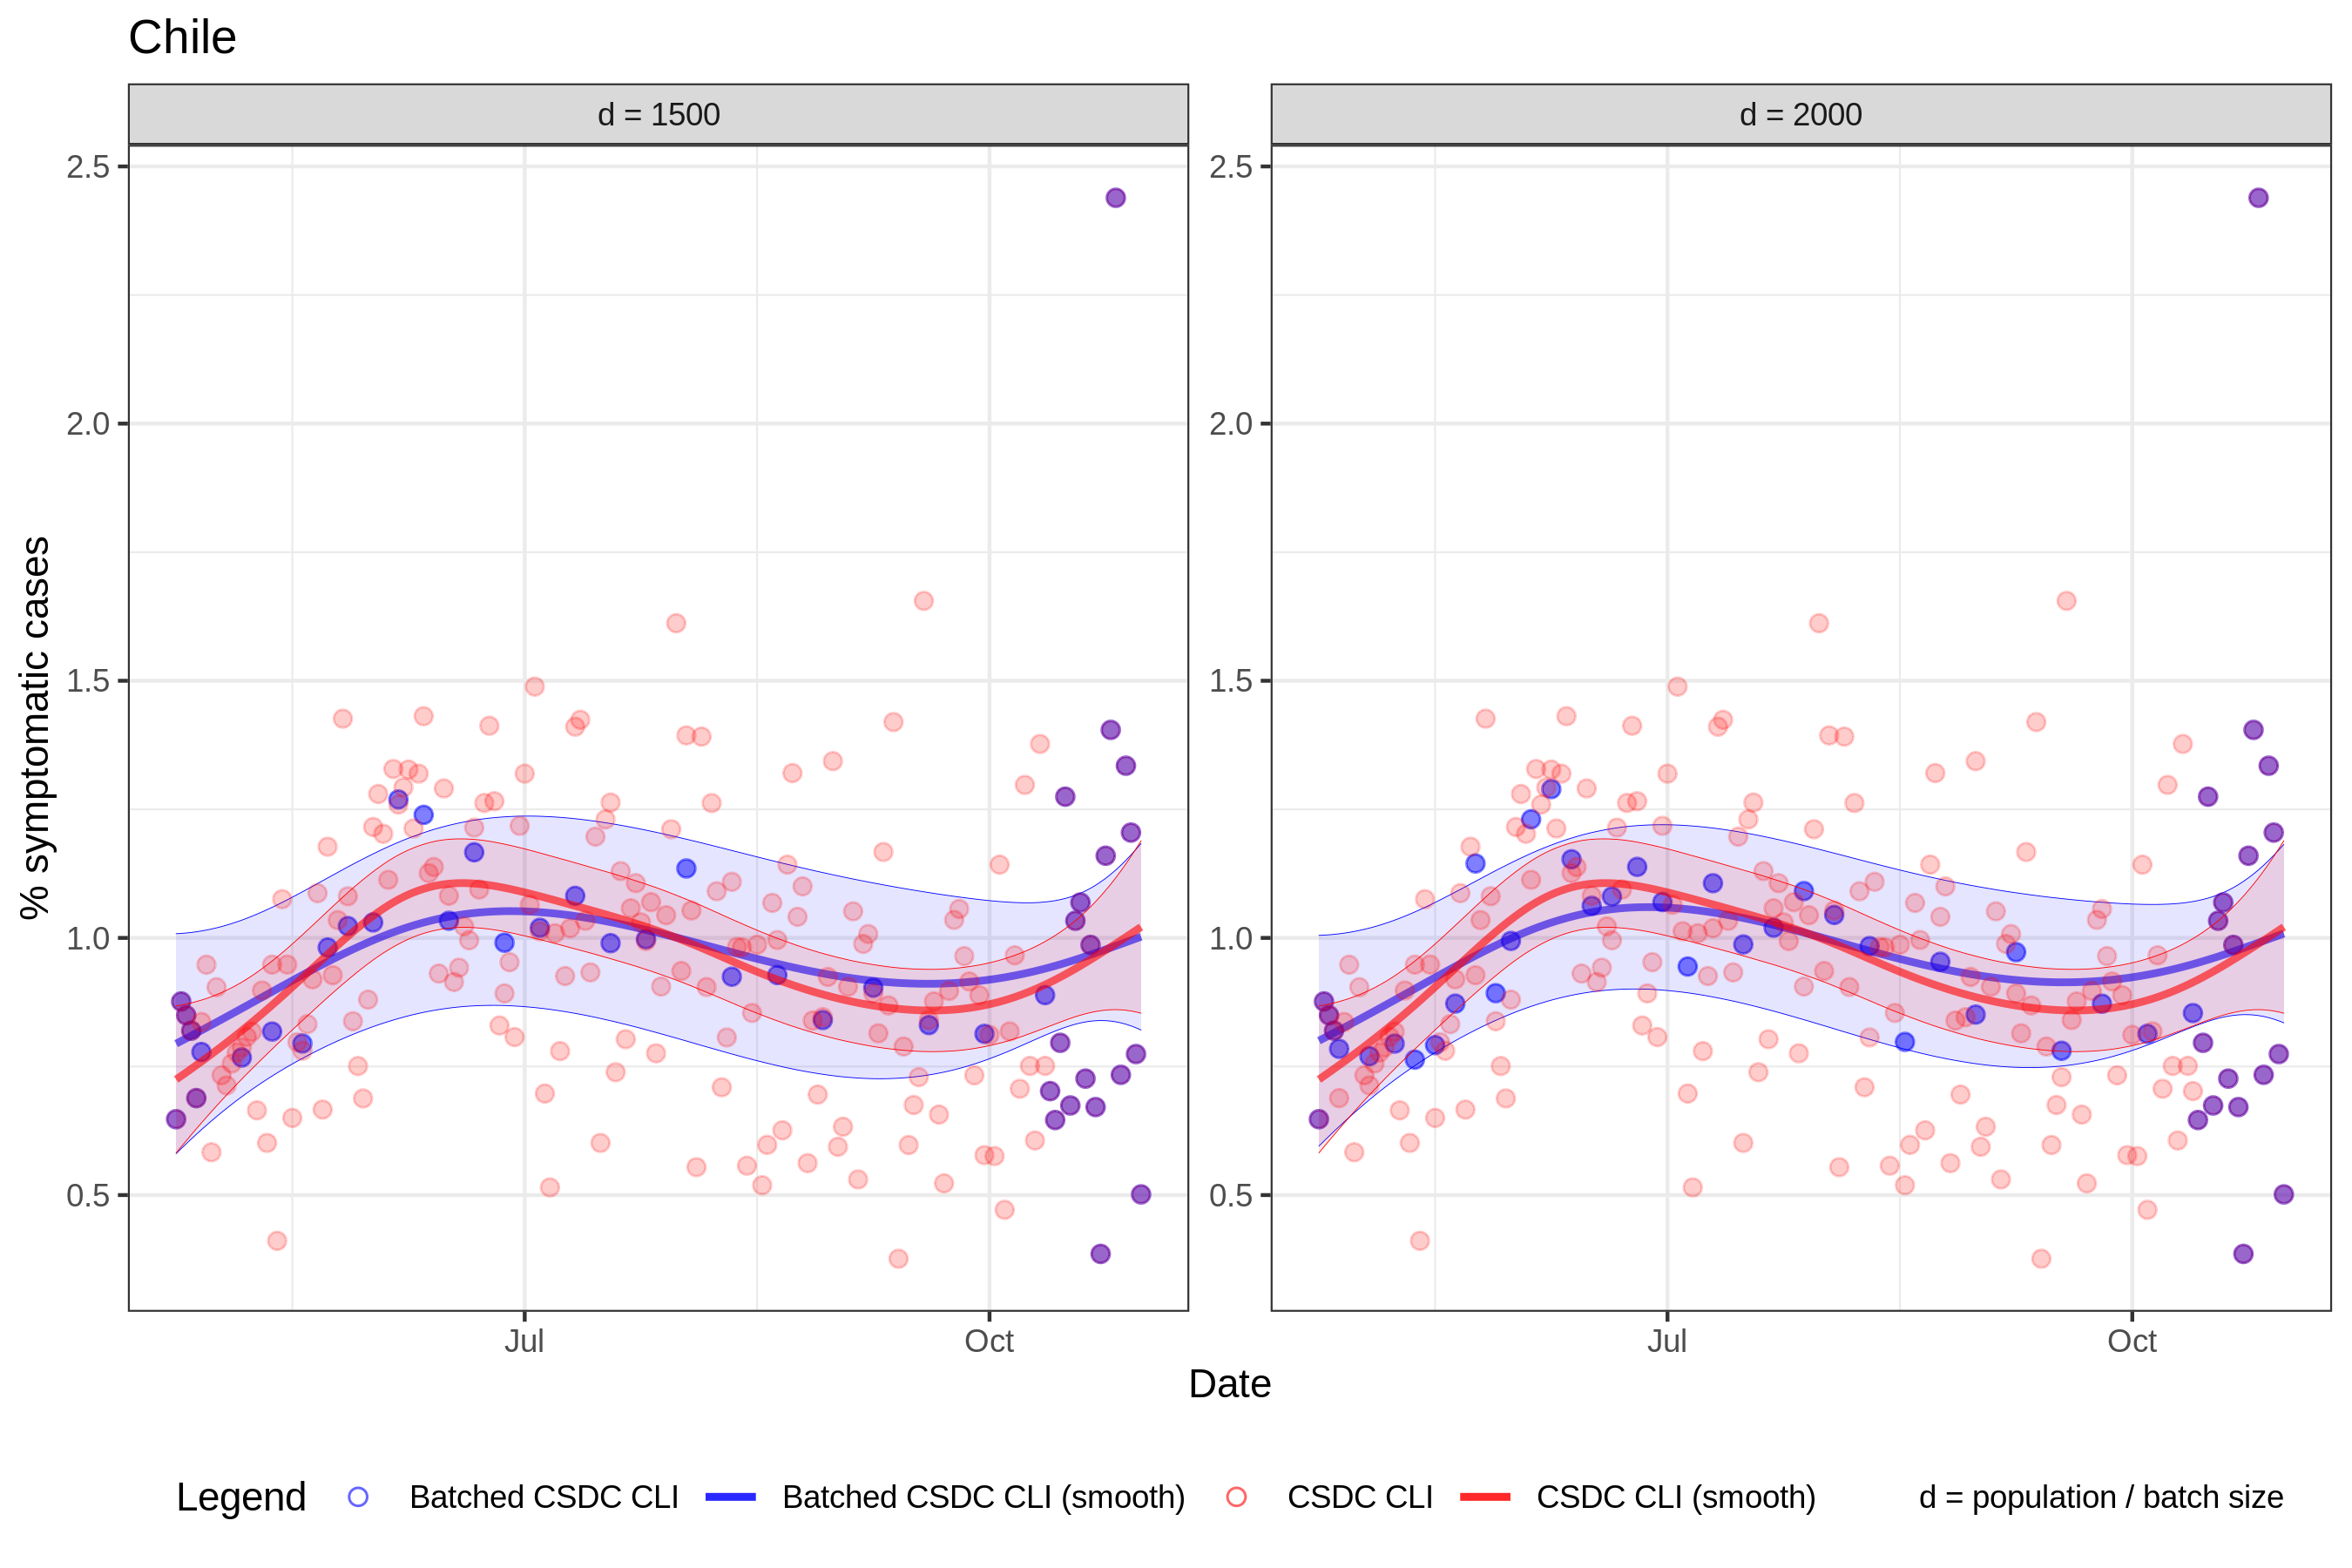 Chile
d = 1500
d = 2000
% symptomatic cases
2.5
2.0
1.5
1.0
0.5
2.5
2.0
1.5
1.0
0.5
Jul
Oct
Jul
Oct
Date
Legend Batched CSDC CLI Batched CSDC CLI (smooth) CSDC CLI CSDC CLI (smooth) d = population / batch size